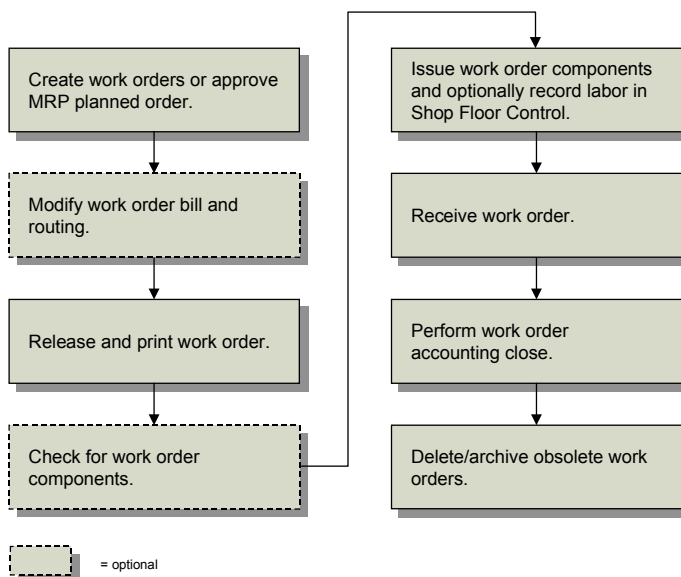 Create work orders or approve
MRP planned order.
Modify work order bill and
routing.
Release and print work order.
Check for work order
components.
Issue work order components
and optionally record labor in
Shop Floor Control.
Receive work order.
Perform work order
accounting close.
Delete/archive obsolete work
orders.
= optional